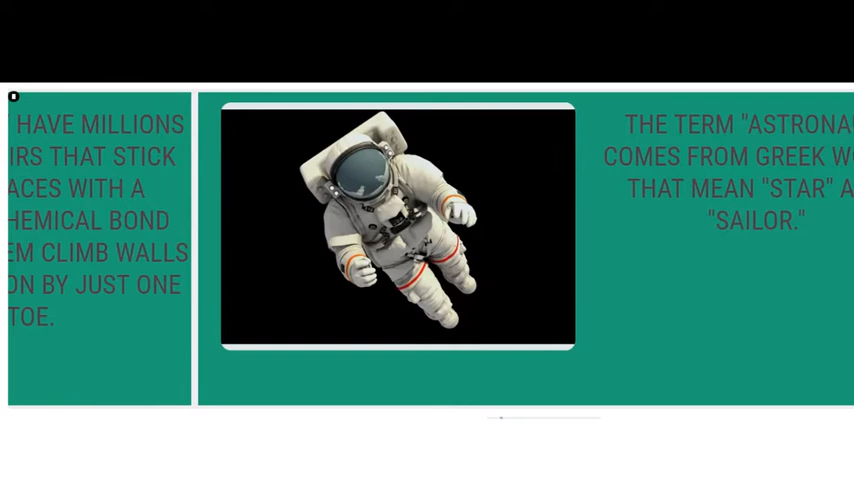 HAVE MILLIONS
THAT STICK
WITH A
BOND
CLIMB WALLS
BY JUST ONE
TOE.
THE TERM "ASTRONAU
COMES FROM GREEK W
THAT MEAN "STAR" A
"SAILOR."